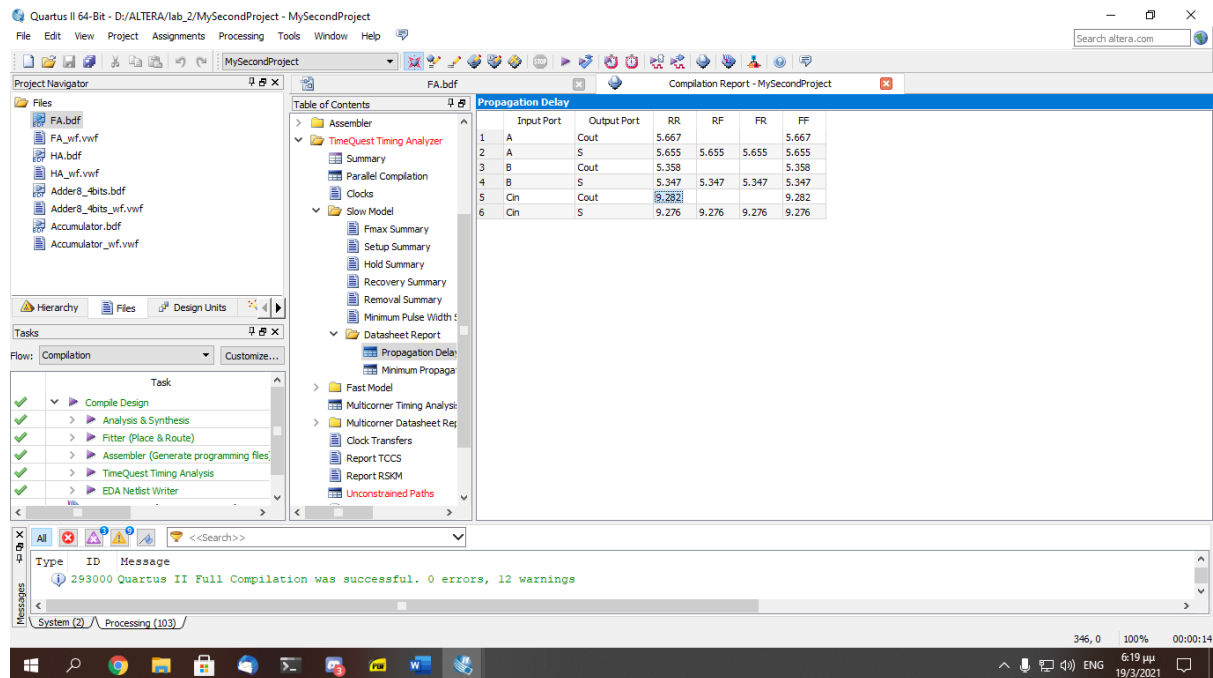 Quartus II 64-Bit - D:/ALTERA/lab_2/MySecondProject - MySecondProject
File Edit View Project Assignments Processing Tools Window Help
Search altera.com
MySecondProject
Project Navigator
Files
FA.bdf
FA_wf.vwf
HA.bdf
HA_wf.vwf
Adder8_4bits.bdf
Adder8_4bits_wf.vwf
Accumulator.bdf
Accumulator_wf.vwf
Hierarchy Files Design Units
Tasks
Flow: Compilation Customize...
Task
Compile Design
Analysis & Synthesis
Fitter (Place & Route)
Assembler (Generate programming files)
TimeQuest Timing Analysis
EDA Netlist Writer
FA.bdf Compilation Report - MySecondProject
Table of Contents
Assembler
TimeQuest Timing Analyzer
Summary
Parallel Compilation
Clocks
Slow Model
Fmax Summary
Setup Summary
Hold Summary
Recovery Summary
Removal Summary
Minimum Pulse Width S
Datasheet Report
Propagation Delay
Minimum Propagat
Fast Model
Multicorner Timing Analysis
Multicorner Datasheet Rep
Clock Transfers
Report TCCS
Report RSKM
Unconstrained Paths
Propagation Delay
Input Port Output Port RR RF FR FF
1 A Cout 5.667 5.667
2 A S 5.655 5.655 5.655 5.655
3 B Cout 5.358 5.358
4 B S 5.347 5.347 5.347 5.347
5 Cin Cout 9.282 9.282
6 Cin S 9.276 9.276 9.276 9.276
All 3 9 <<Search>>
Type ID Message
293000 Quartus II Full Compilation was successful. 0 errors, 12 warnings
Messages
System (2) Processing (103)
346, 0 100% 00:00:14
ENG 6:19 μμ
19/3/2021